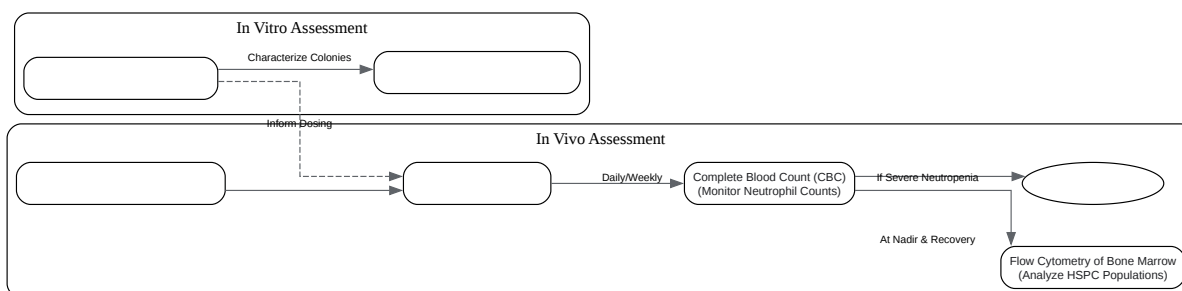 In Vitro Assessment
Characterize Colonies
Inform Dosing
In Vivo Assessment
Daily/Weekly
Complete Blood Count (CBC)
(Monitor Neutrophil Counts)
If Severe Neutropenia
At Nadir & Recovery
Flow Cytometry of Bone Marrow
(Analyze HSPC Populations)